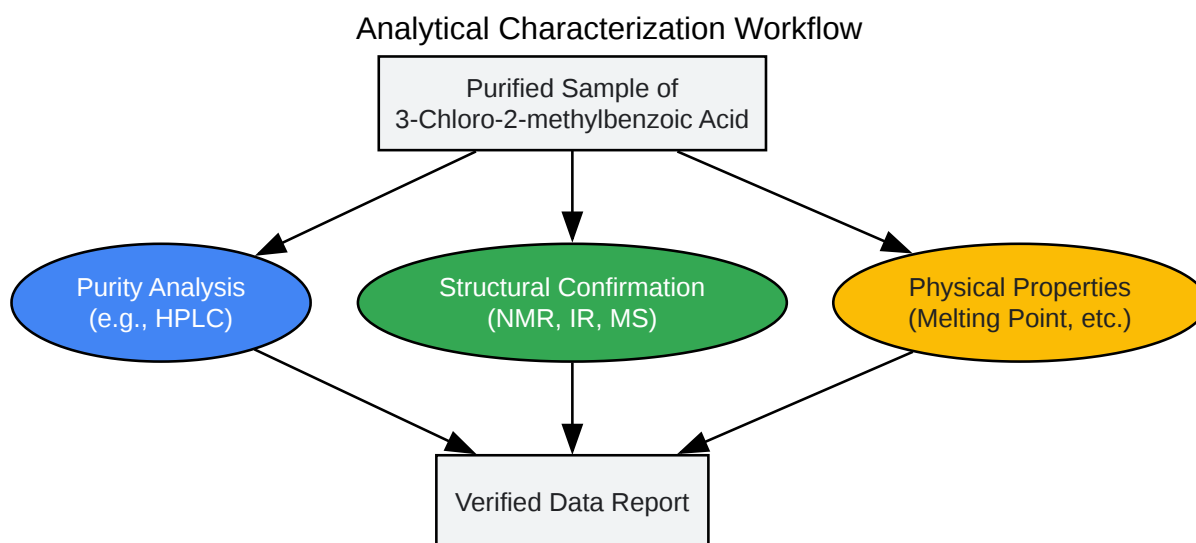 Analytical Characterization Workflow
Purified Sample of
3-Chloro-2-methylbenzoic Acid
Purity Analysis
(e.g., HPLC)
Structural Confirmation
(NMR, IR, MS)
Physical Properties
(Melting Point, etc.)
Verified Data Report